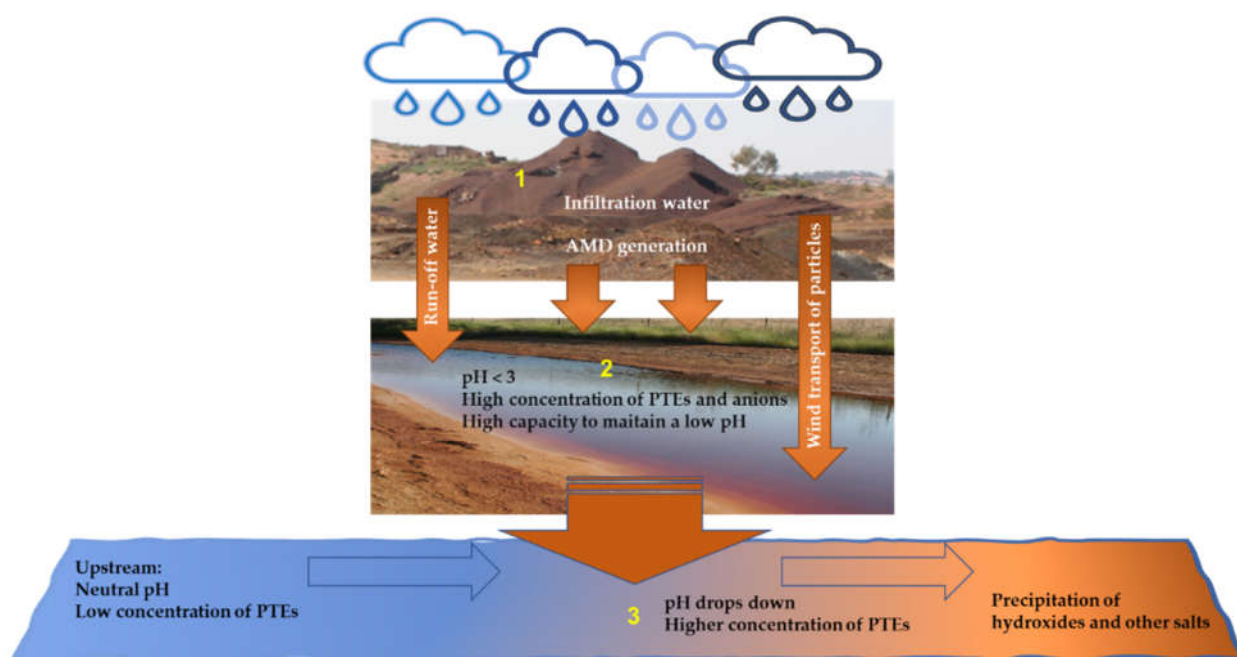 1
Infiltration water
AMD generation
Run-off water
Wind transport of particles
2
pH < 3
High concentration of PTEs and anions
High capacity to maitain a low pH
Upstream:
Neutral pH
Low concentration of PTEs
3
pH drops down
Higher concentration of PTEs
Precipitation of
hydroxides and other salts